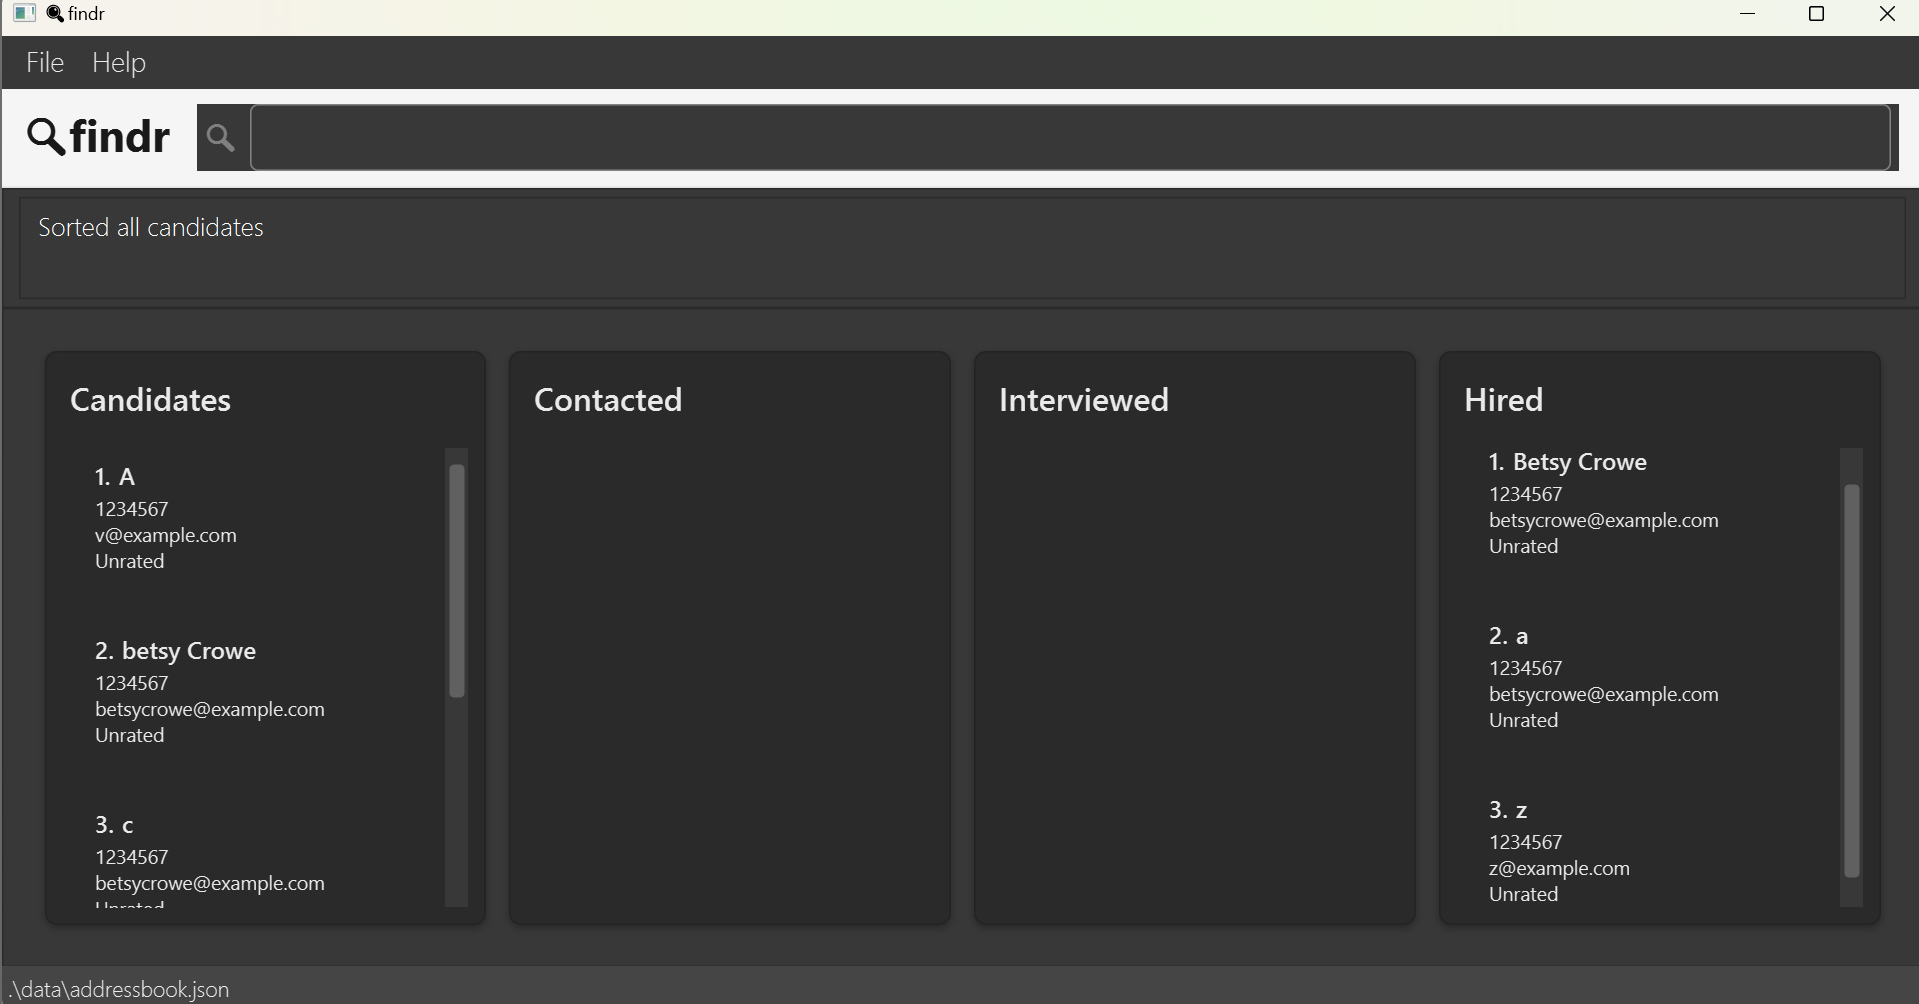 findr
File Help
findr
Sorted all candidates
Candidates
1. A
1234567
v@example.com
Unrated
2. betsy Crowe
1234567
betsycrowe@example.com
Unrated
3. c
1234567
betsycrowe@example.com
Unrated
Contacted
Interviewed
Hired
1. Betsy Crowe
1234567
betsycrowe@example.com
Unrated
2. a
1234567
betsycrowe@example.com
Unrated
3. z
1234567
z@example.com
Unrated
.\data\addressbook.json